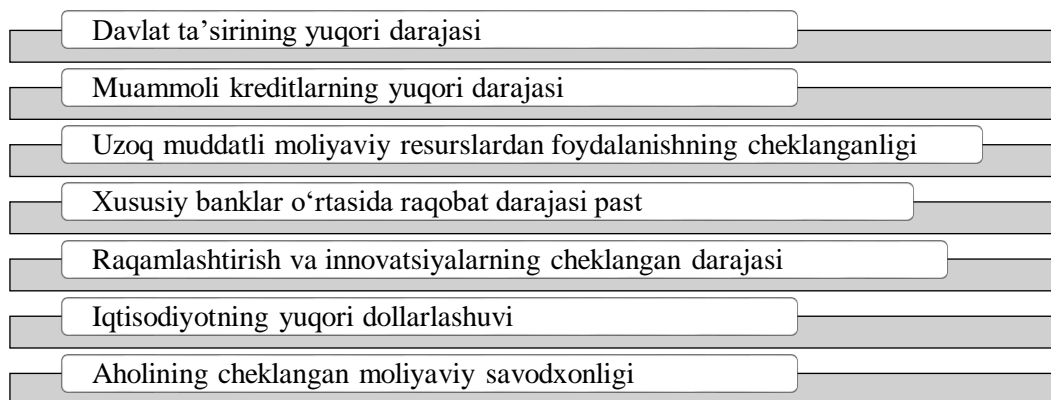 Davlat ta’sirining yuqori darajasi
Muammoli kreditlarning yuqori darajasi
Uzoq muddatli moliyaviy resurslardan foydalanishning cheklanganligi
Xususiy banklar o‘rtasida raqobat darajasi past
Raqamlashtirish va innovatsiyalarning cheklangan darajasi
Iqtisodiyotning yuqori dollarlashuvi
Aholining cheklangan moliyaviy savodxonligi